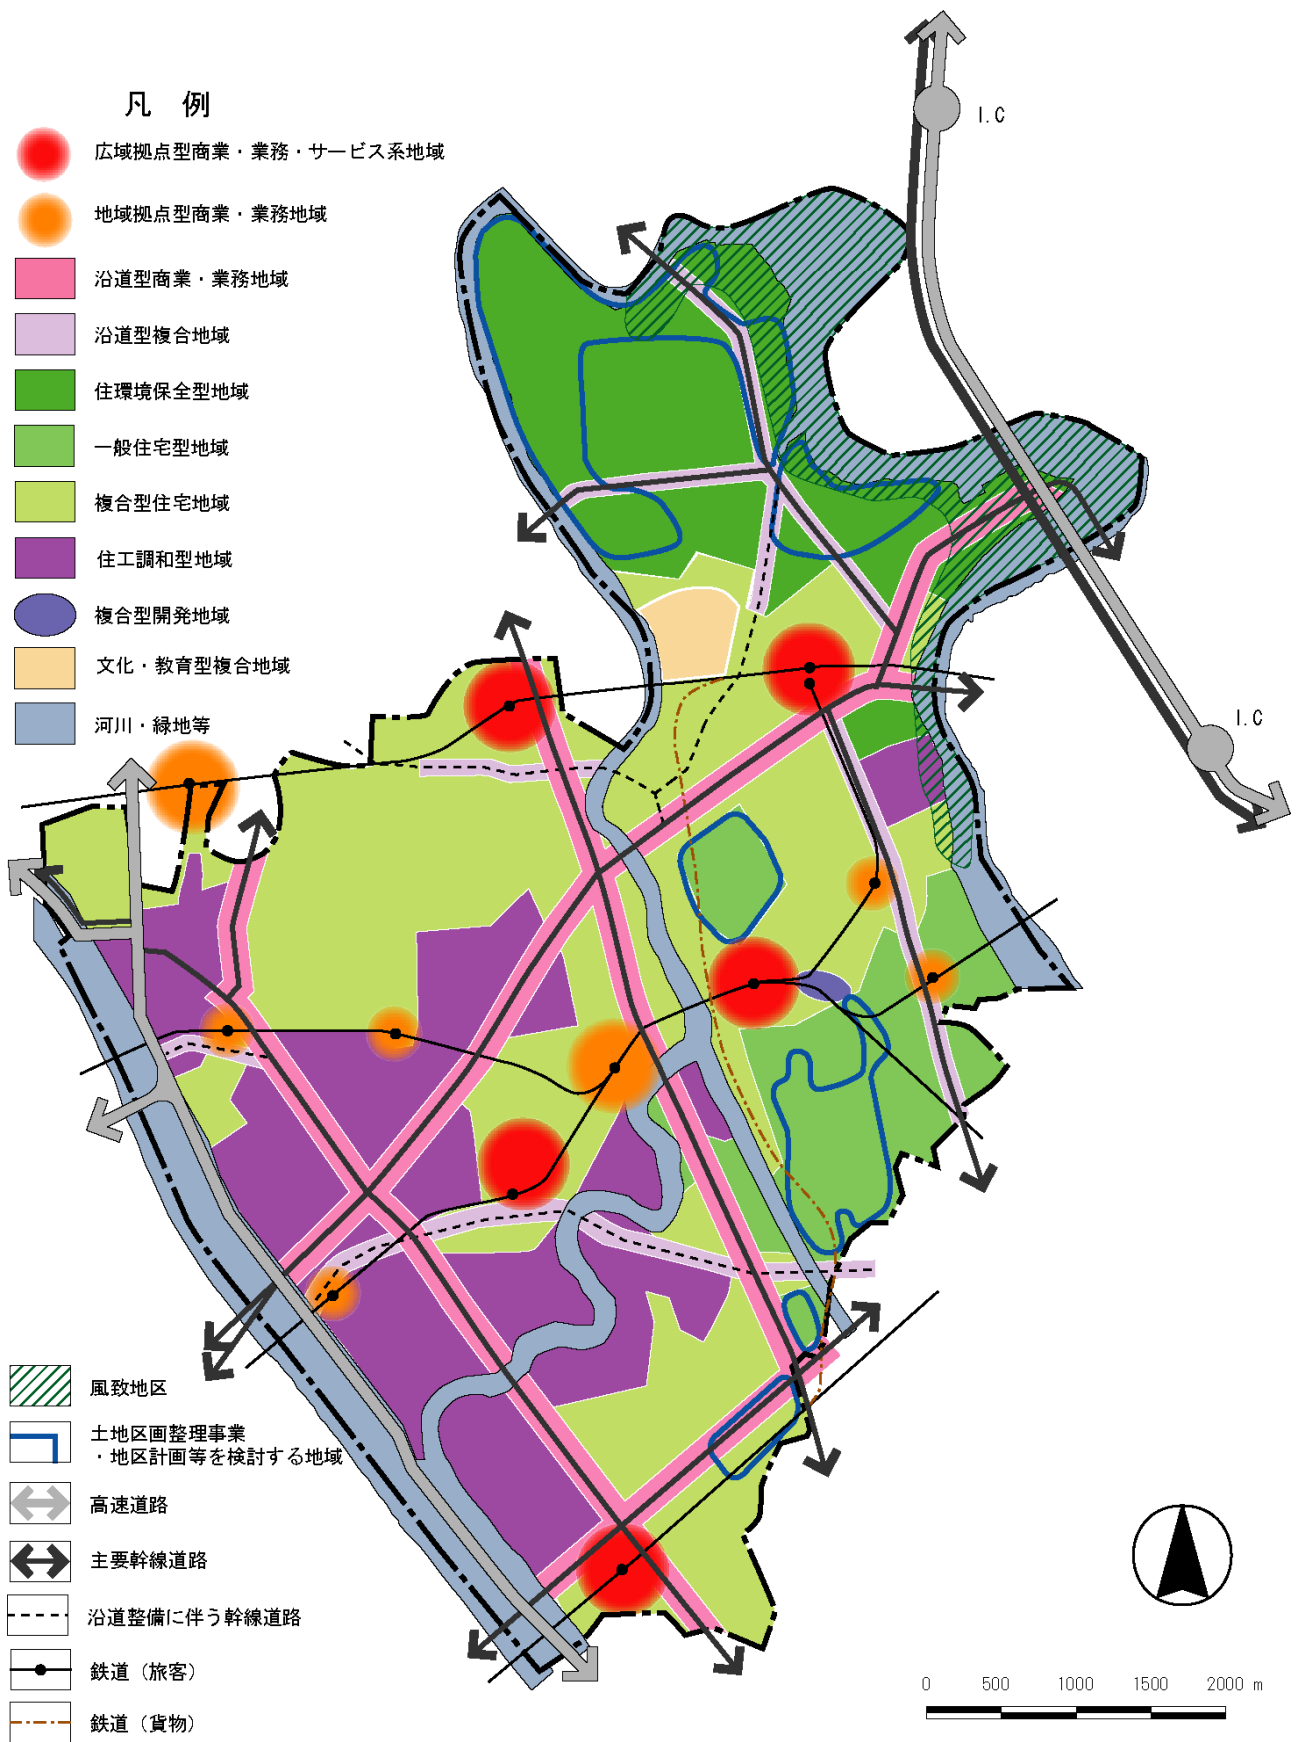 凡 例
広域拠点型商業・業務・サービス系地域
地域拠点型商業・業務地域
沿道型商業・業務地域
沿道型複合地域
住環境保全型地域
一般住宅型地域
複合型住宅地域
住工調和型地域
複合型開発地域
文化・教育型複合地域
河川・緑地等
I.C
I.C
風致地区
土地区画整理事業
・地区計画等を検討する地域
高速道路
主要幹線道路
沿道整備に伴う幹線道路
鉄道（旅客）
鉄道（貨物）
0 500 1000 1500 2000 m